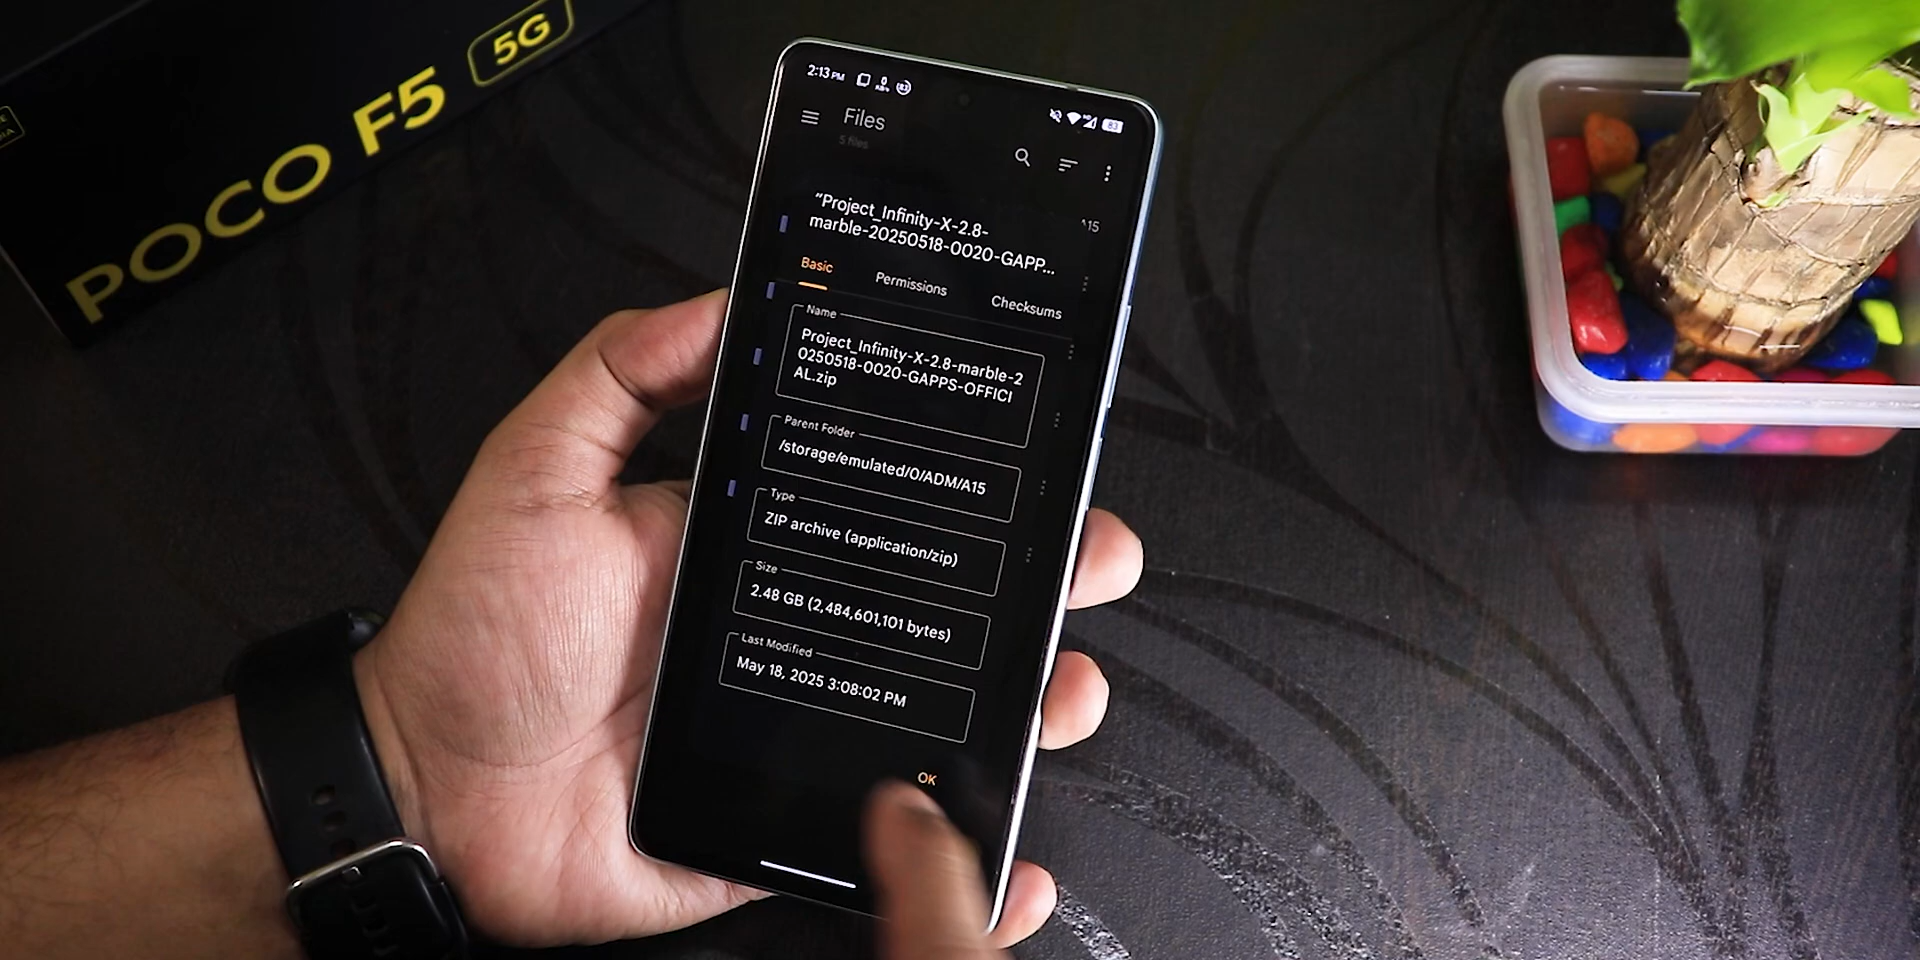 POCO F5 5G
2:13 PM
83
Files
5 files
A15
"Project_Infinity-X-2.8-
marble-20250518-0020-GAPP...
Basic
Permissions
Checksums
Name
Project_Infinity-X-2.8-marble-2
0250518-0020-GAPPS-OFFICI
AL.zip
Parent Folder
/storage/emulated/0/ADM/A15
Type
ZIP archive (application/zip)
Size
2.48 GB (2,484,601,101 bytes)
Last Modified
May 18, 2025 3:08:02 PM
OK